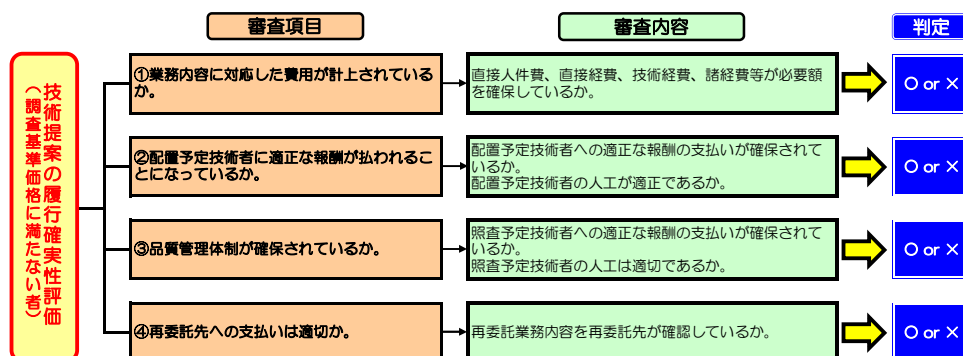 審査項目
審査内容
判定
技術提案の履行確実性評価
(調査基準価格に満たない者)
①業務内容に対応した費用が計上されている
か。
直接人件費、直接経費、技術経費、諸経費等が必要額
を確保しているか。
○ or ×
②配置予定技術者に適正な報酬が払われるこ
とになっているか。
配置予定技術者への適正な報酬の支払いが確保されて
いるか。
配置予定技術者の人工が適正であるか。
○ or ×
③品質管理体制が確保されているか。
照査予定技術者への適正な報酬の支払いが確保されて
いるか。
照査予定技術者の人工は適切であるか。
○ or ×
④再委託先への支払いは適切か。
再委託業務内容を再委託先が確認しているか。
○ or ×